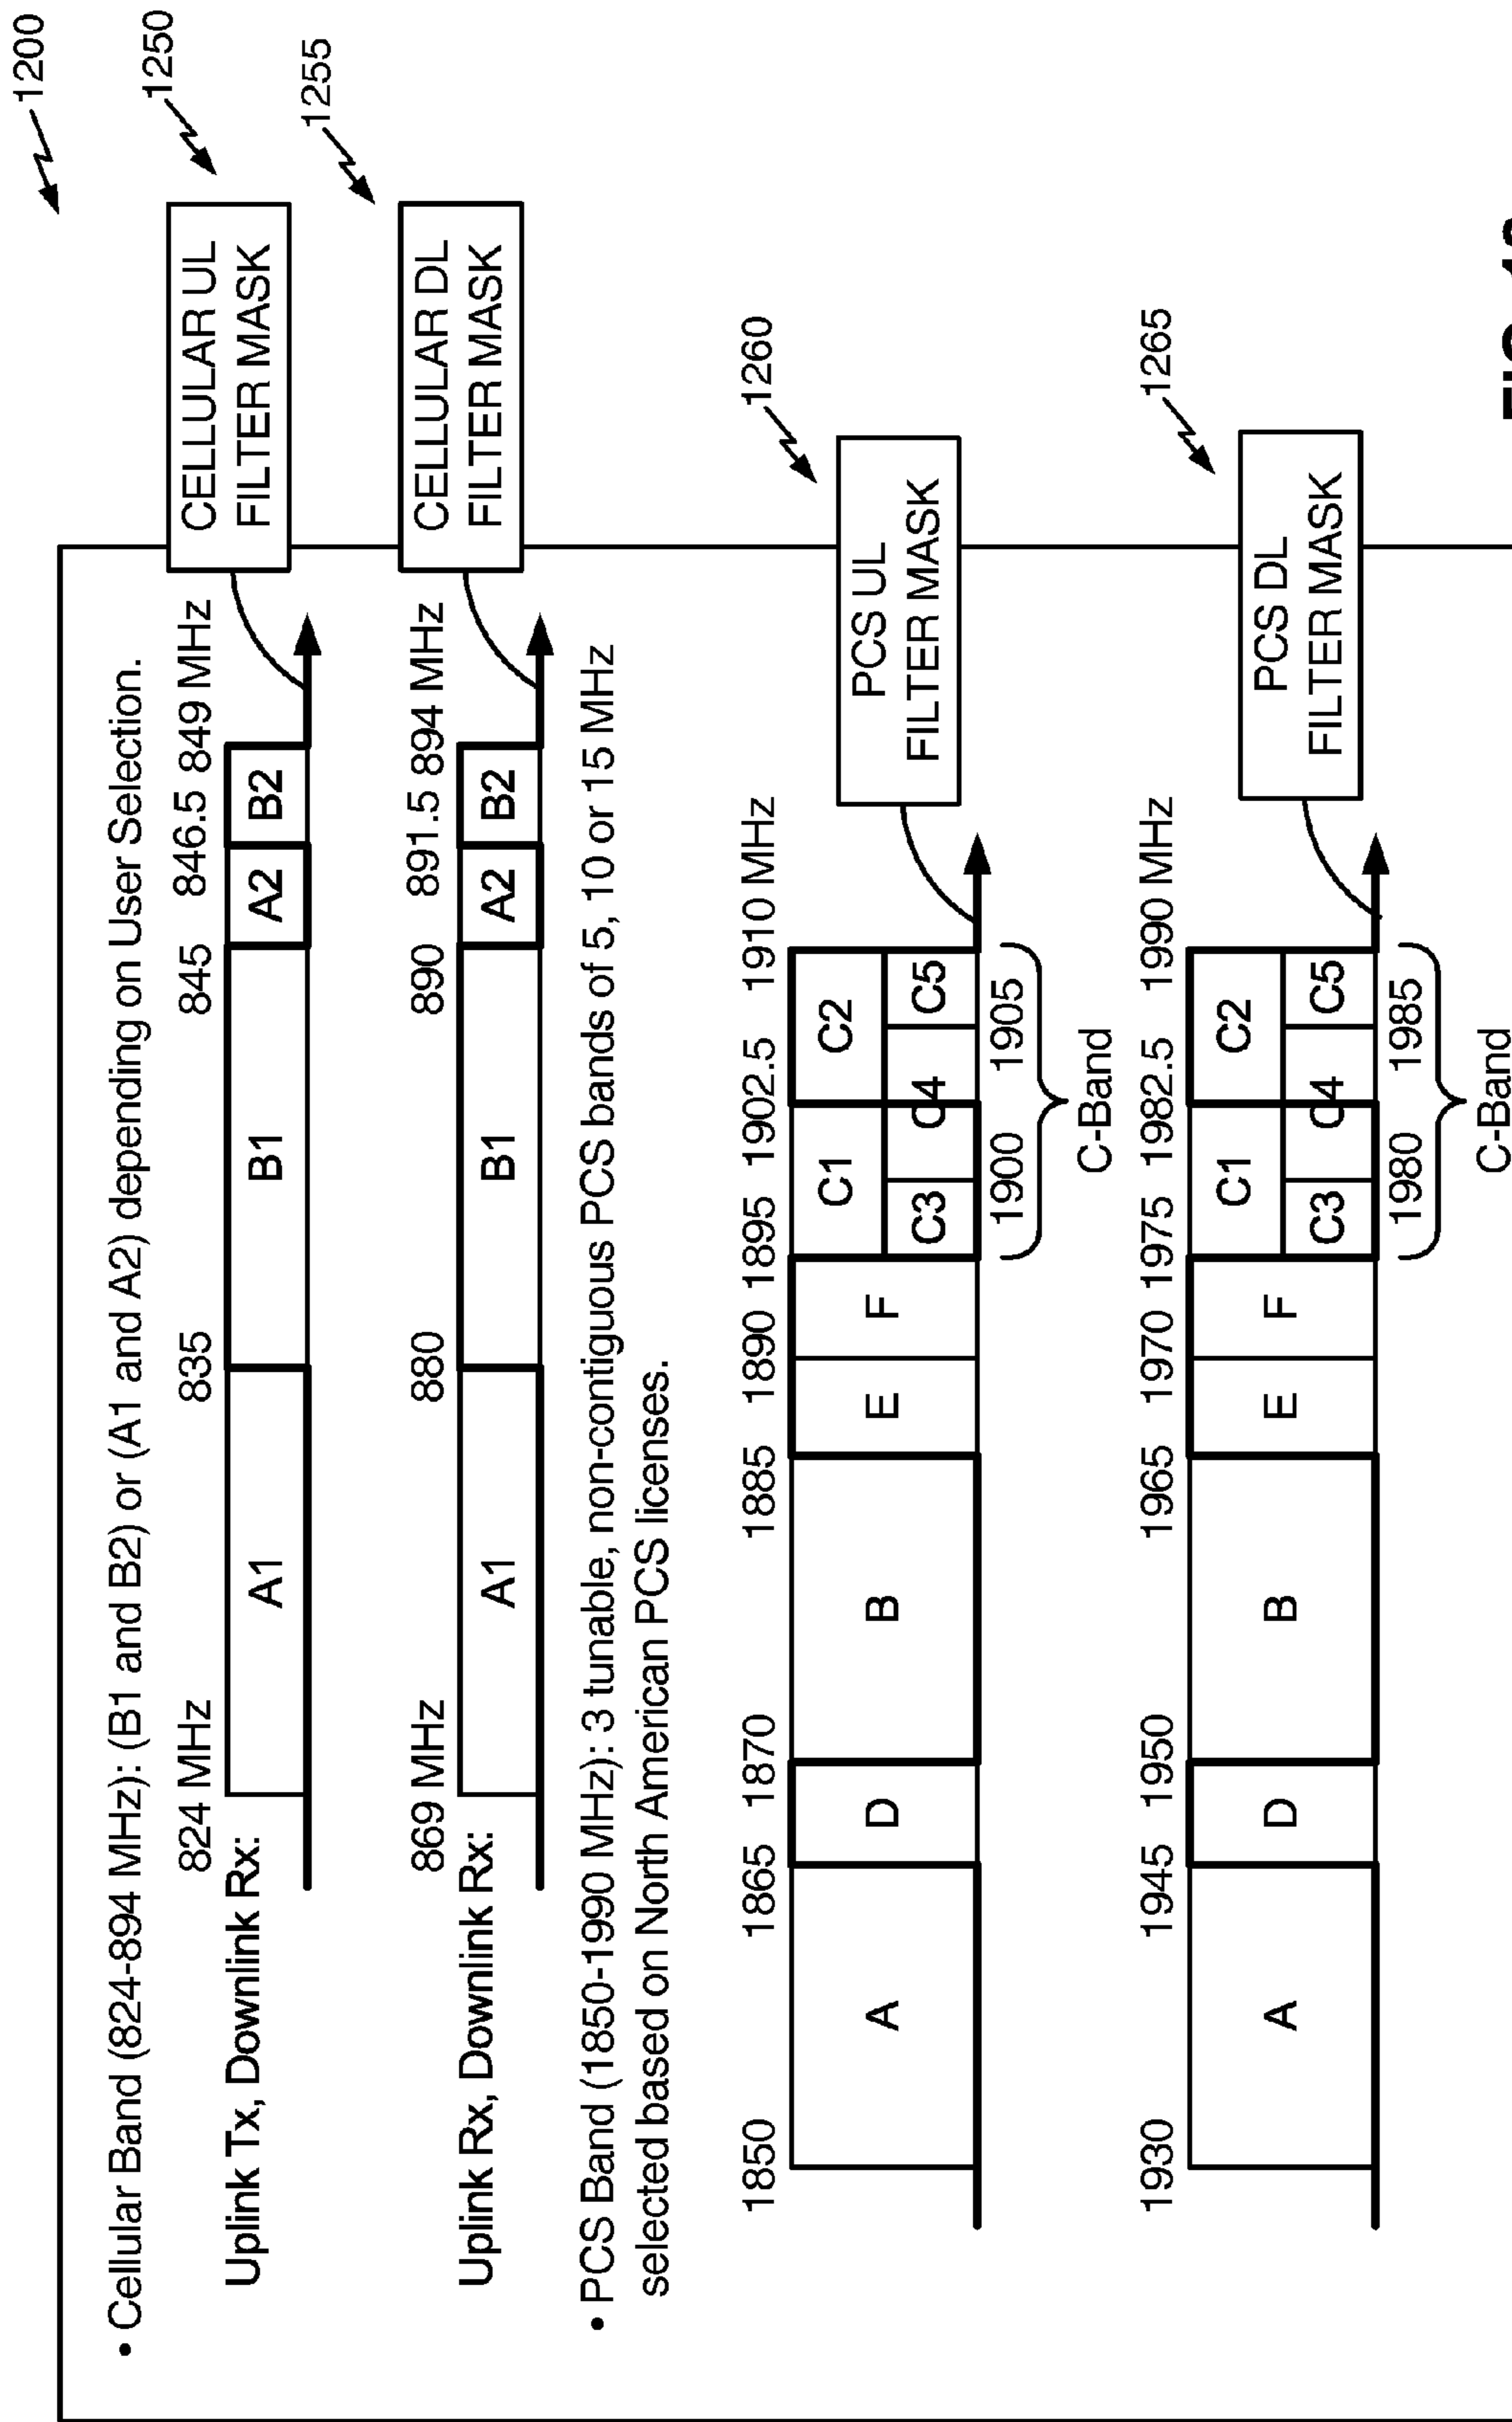 1200
• Cellular Band (824-894 MHz): (B1 and B2) or (A1 and A2) depending on User Selection.
1250
824 MHz 835 845 846.5 849 MHz
Uplink Tx, Downlink Rx:
A1 B1 A2 B2
CELLULAR UL
FILTER MASK
1255
869 MHz 880 890 891.5 894 MHz
Uplink Rx, Downlink Rx:
A1 B1 A2 B2
CELLULAR DL
FILTER MASK
• PCS Band (1850-1990 MHz): 3 tunable, non-contiguous PCS bands of 5, 10 or 15 MHz
selected based on North American PCS licenses.
1260
1850 1865 1870 1885 1890 1895 1902.5 1910 MHz
PCS UL
FILTER MASK
A D B E F C1 C2
C3 C4 C5
1900 1905
C-Band
1265
1930 1945 1950 1965 1970 1975 1982.5 1990 MHz
PCS DL
FILTER MASK
A D B E F C1 C2
C3 C4 C5
1980 1985
C-Band